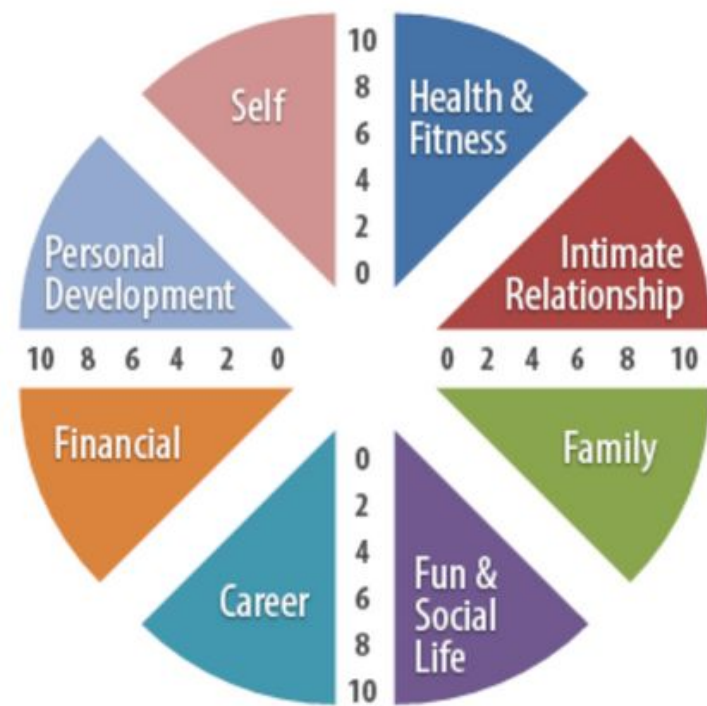 Self
10
8
6
4
2
0
Health &
Fitness
Personal
Development
Intimate
Relationship
10 8 6 4 2 0
0 2 4 6 8 10
Financial
Family
0
2
4
6
8
10
Career
Fun &
Social
Life